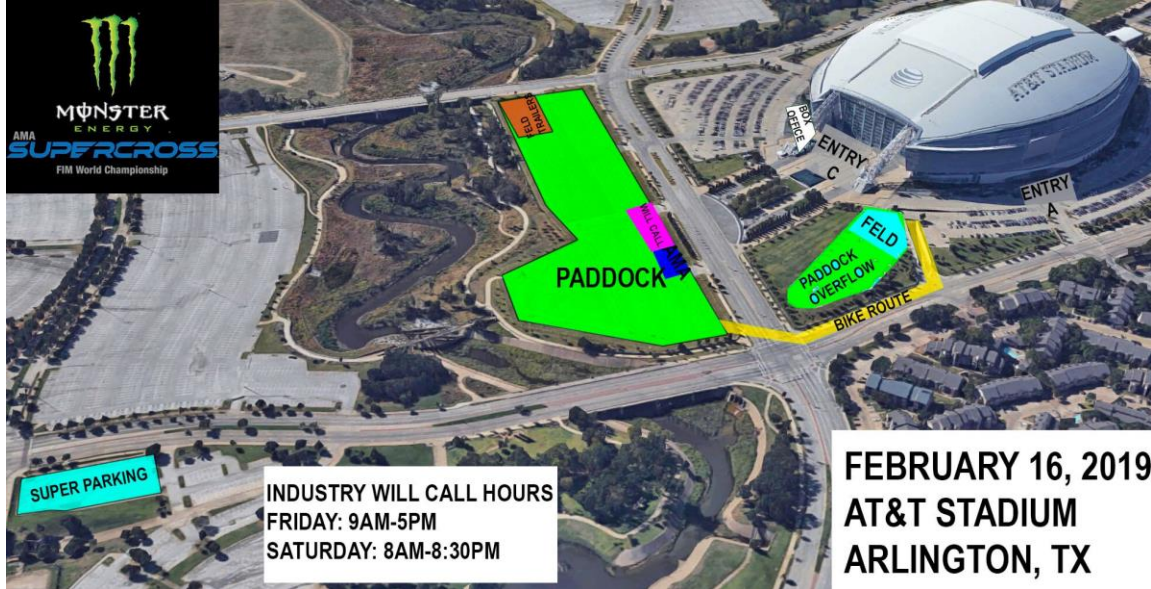 MONSTER
ENERGY
AMA
SUPERCROSS
FIM World Championship
FELD
TRAILERS
AT&T STADIUM
BOX
OFFICE
ENTRY
C
ENTRY
A
WILL CALL
AMA
PADDOCK
FELD
PADDOCK
OVERFLOW
BIKE ROUTE
SUPER PARKING
INDUSTRY WILL CALL HOURS
FRIDAY: 9AM-5PM
SATURDAY: 8AM-8:30PM
FEBRUARY 16, 2019
AT&T STADIUM
ARLINGTON, TX